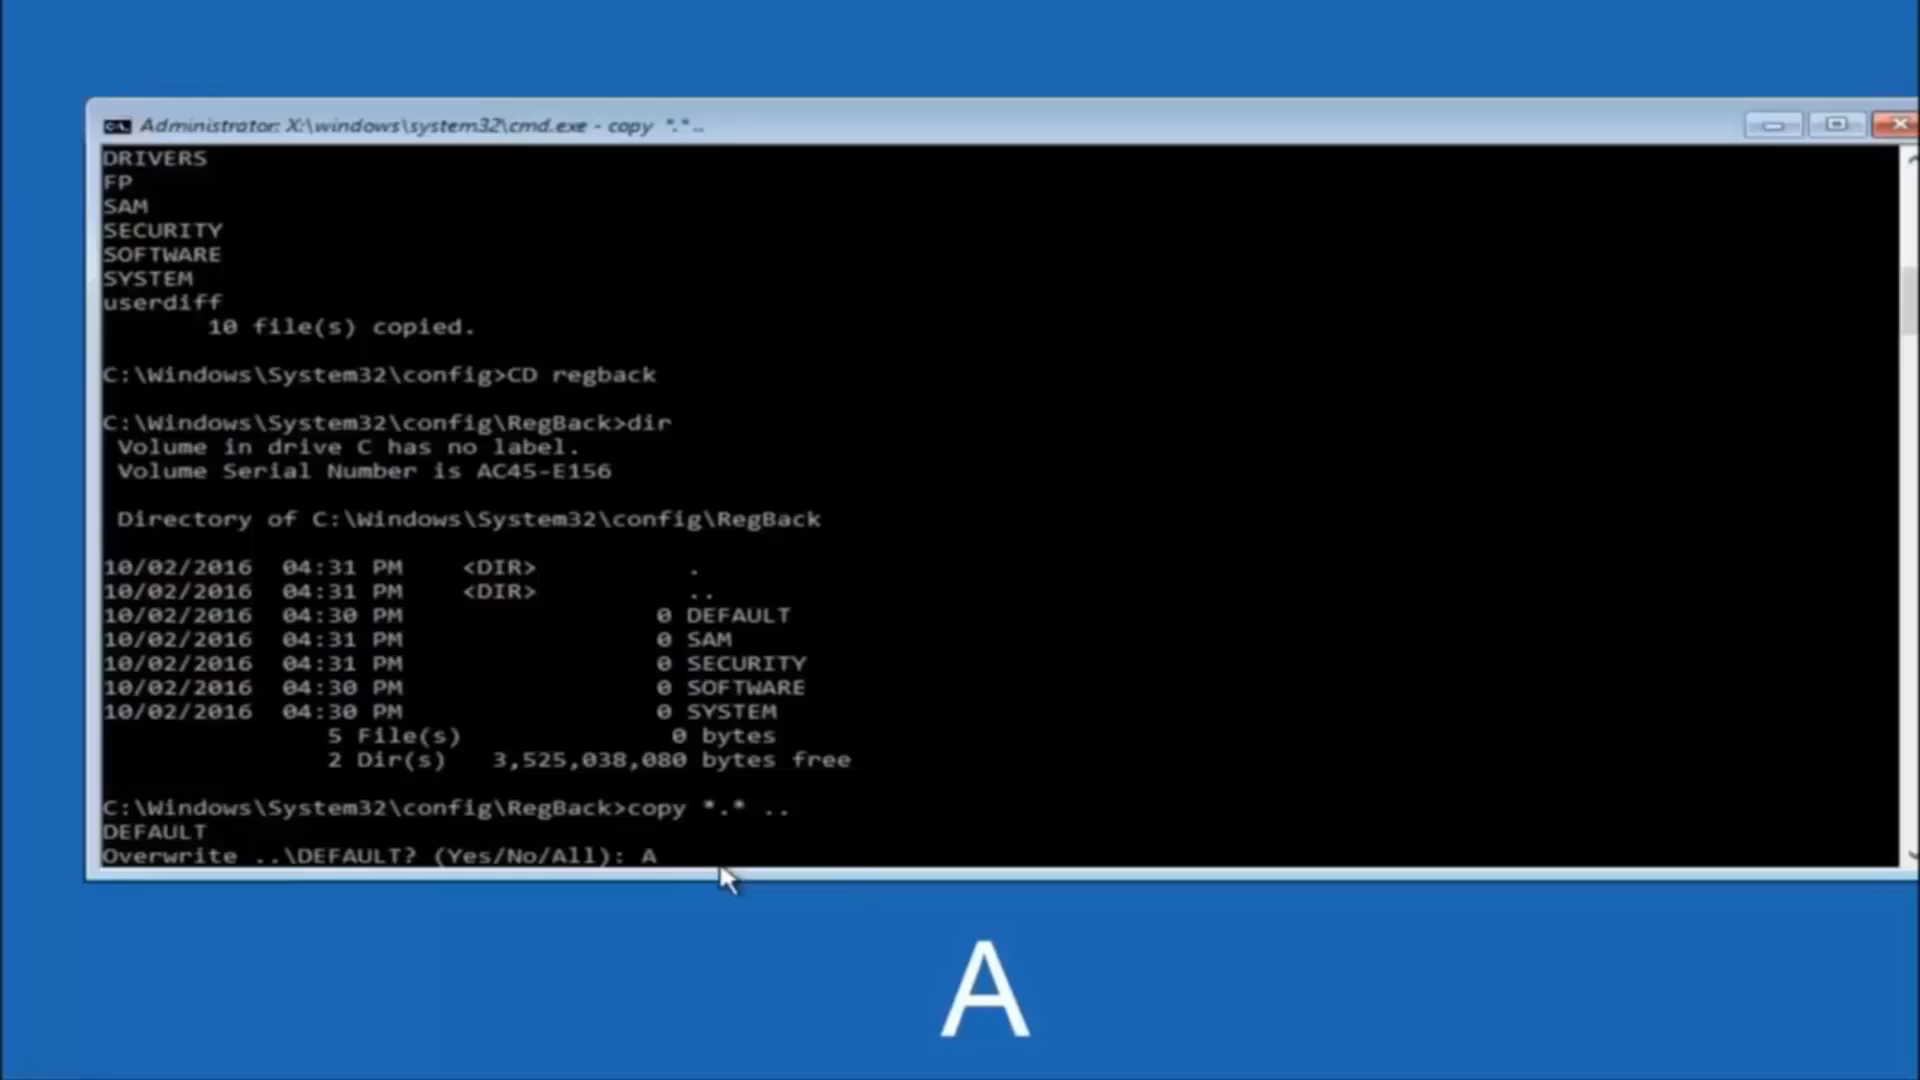 Administrator: X:\windows\system32\cmd.exe - copy *.* ..
DRIVERS
FP
SAM
SECURITY
SOFTWARE
SYSTEM
userdiff
10 file(s) copied.
C:\Windows\System32\config>CD regback
C:\Windows\System32\config\RegBack>dir
Volume in drive C has no label.
Volume Serial Number is AC45-E156
Directory of C:\Windows\System32\config\RegBack
10/02/2016 04:31 PM <DIR> .
10/02/2016 04:31 PM <DIR> ..
10/02/2016 04:30 PM 0 DEFAULT
10/02/2016 04:31 PM 0 SAM
10/02/2016 04:31 PM 0 SECURITY
10/02/2016 04:30 PM 0 SOFTWARE
10/02/2016 04:30 PM 0 SYSTEM
5 File(s) 0 bytes
2 Dir(s) 3,525,038,080 bytes free
C:\Windows\System32\config\RegBack>copy *.* ..
DEFAULT
Overwrite ..\DEFAULT? (Yes/No/All): A
A